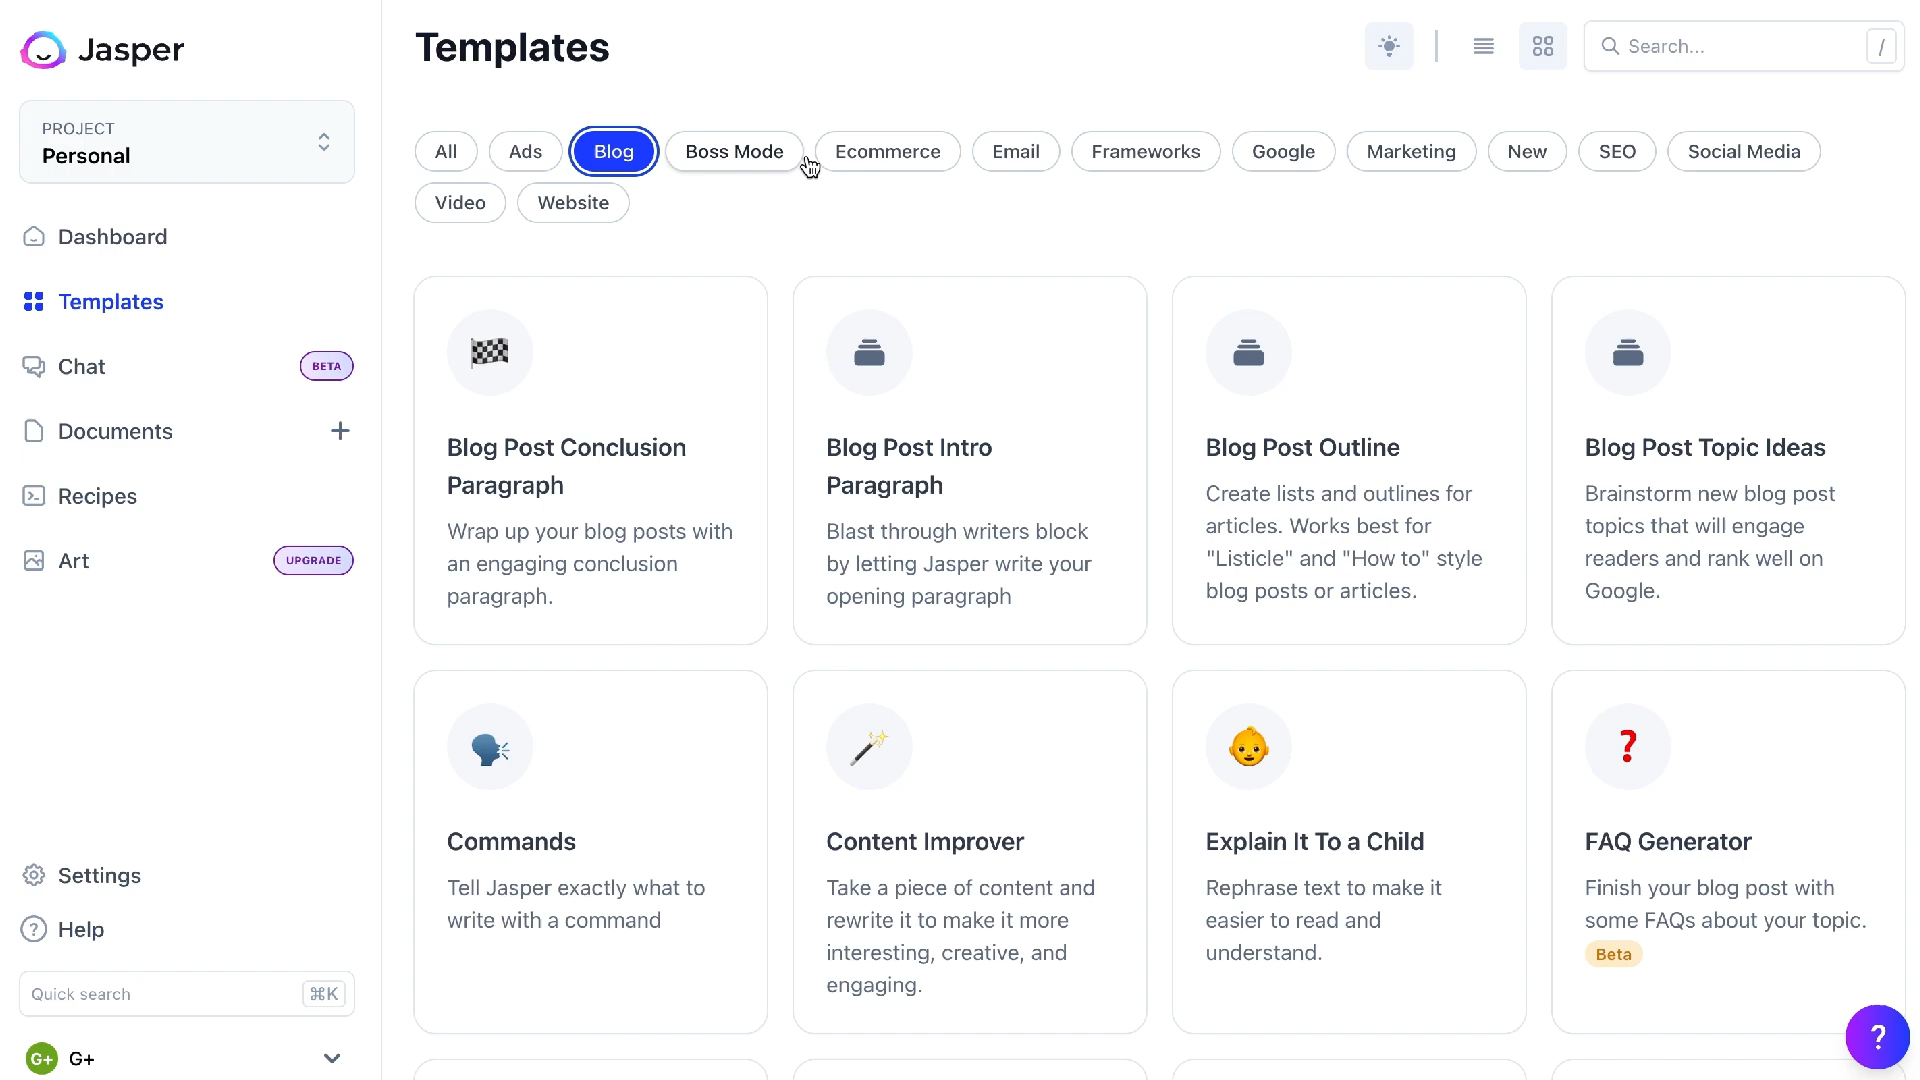 Jasper
PROJECT
Personal
Dashboard
Templates
Chat
BETA
Documents
Recipes
Art
UPGRADE
Settings
Help
Quick search
⌘K
G+
G+
Templates
Search...
/
All
Ads
Blog
Boss Mode
Ecommerce
Email
Frameworks
Google
Marketing
New
SEO
Social Media
Video
Website
Blog Post Conclusion
Paragraph
Wrap up your blog posts with
an engaging conclusion
paragraph.
Blog Post Intro
Paragraph
Blast through writers block
by letting Jasper write your
opening paragraph
Blog Post Outline
Create lists and outlines for
articles. Works best for
"Listicle" and "How to" style
blog posts or articles.
Blog Post Topic Ideas
Brainstorm new blog post
topics that will engage
readers and rank well on
Google.
Commands
Tell Jasper exactly what to
write with a command
Content Improver
Take a piece of content and
rewrite it to make it more
interesting, creative, and
engaging.
Explain It To a Child
Rephrase text to make it
easier to read and
understand.
FAQ Generator
Finish your blog post with
some FAQs about your topic.
Beta
?